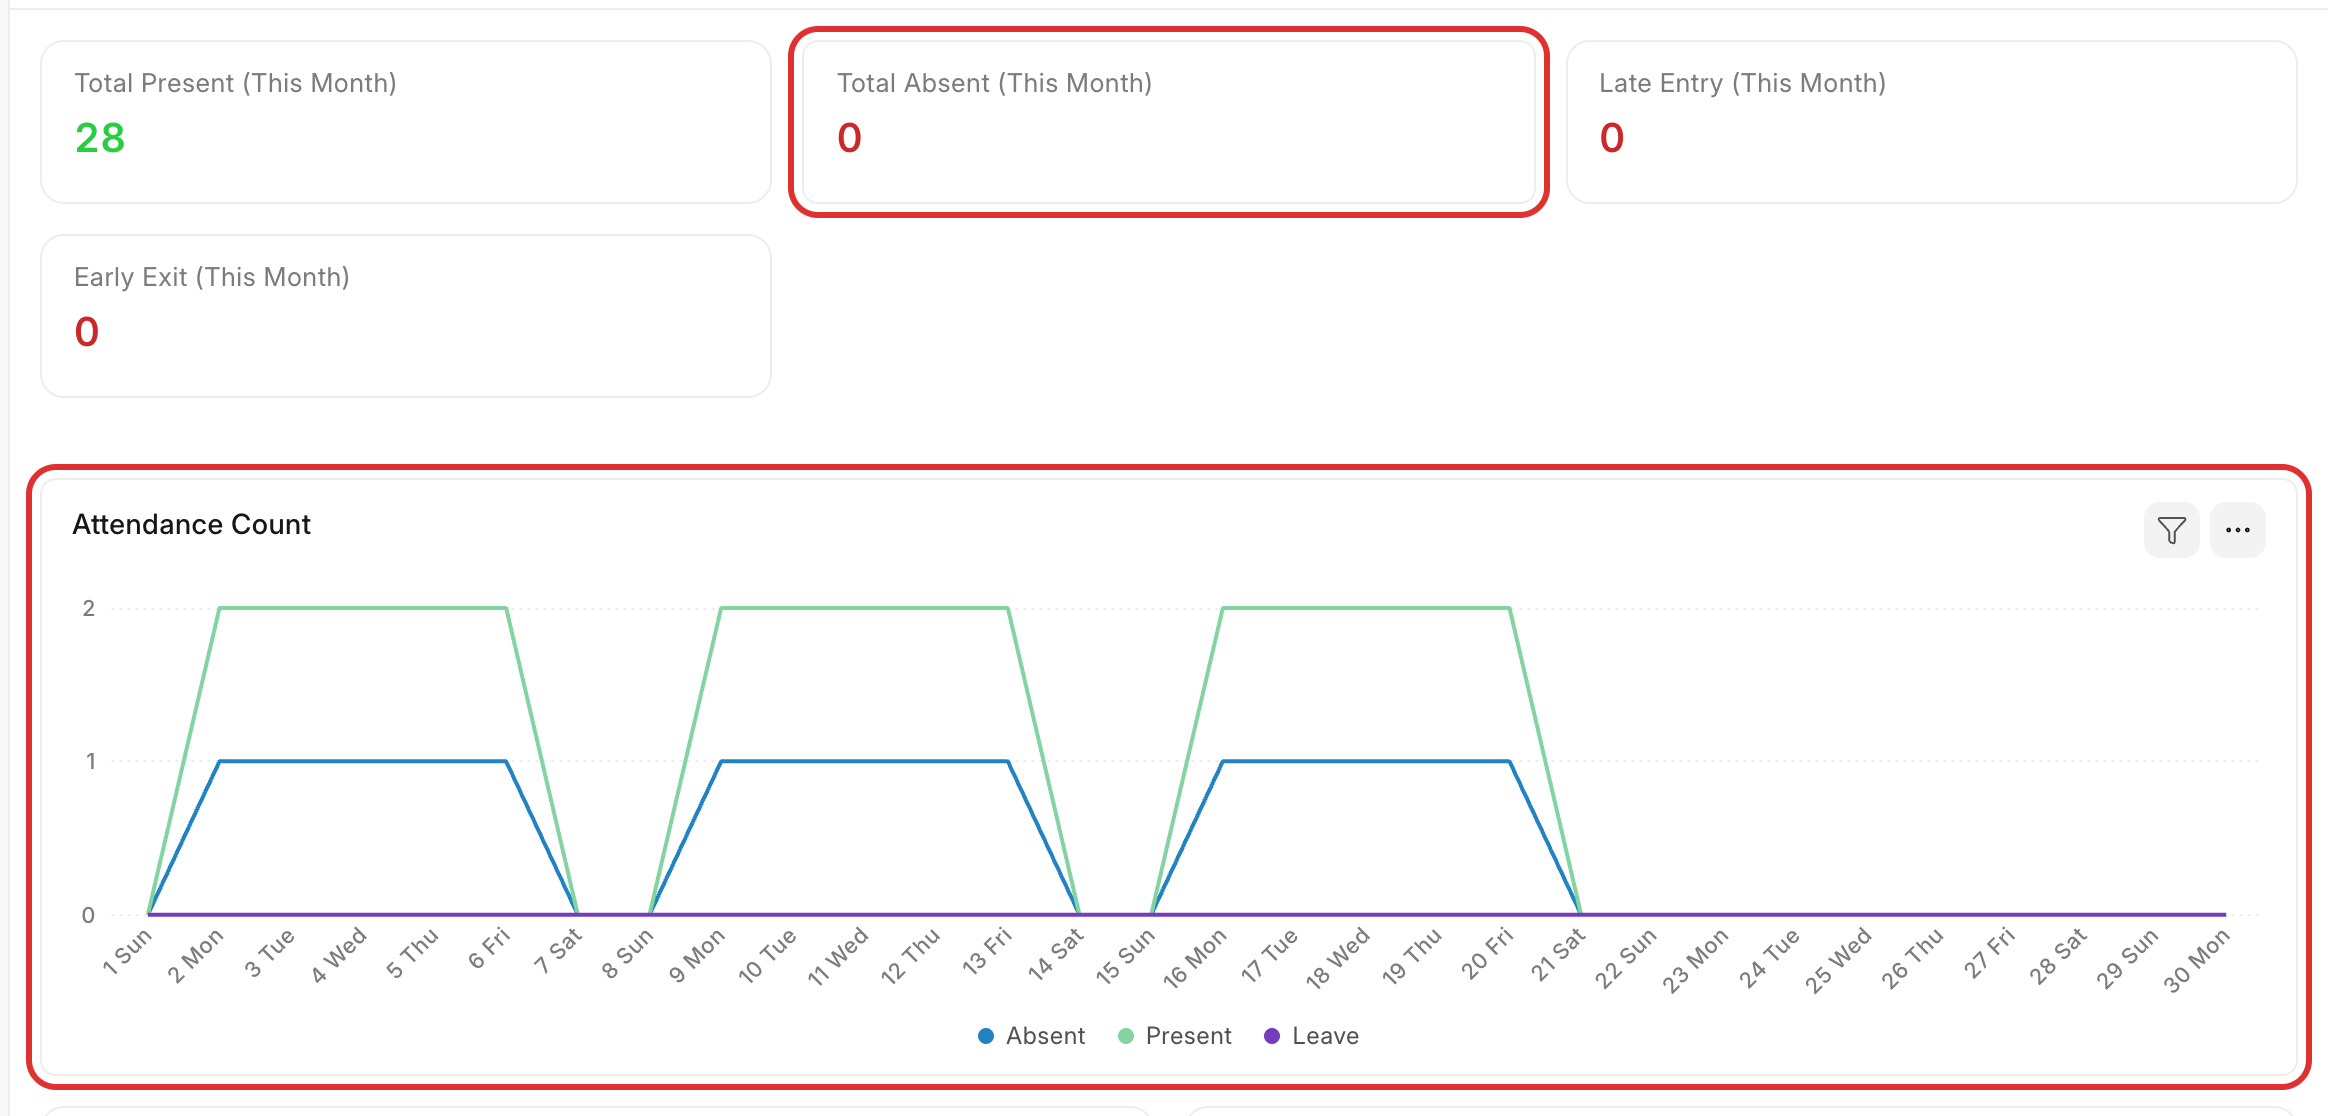 Total Present (This Month)
28
Total Absent (This Month)
0
Late Entry (This Month)
0
Early Exit (This Month)
0
Attendance Count
2
1
0
1 Sun
2 Mon
3 Tue
4 Wed
5 Thu
6 Fri
7 Sat
8 Sun
9 Mon
10 Tue
11 Wed
12 Thu
13 Fri
14 Sat
15 Sun
16 Mon
17 Tue
18 Wed
19 Thu
20 Fri
21 Sat
22 Sun
23 Mon
24 Tue
25 Wed
26 Thu
27 Fri
28 Sat
29 Sun
30 Mon
Absent Present Leave